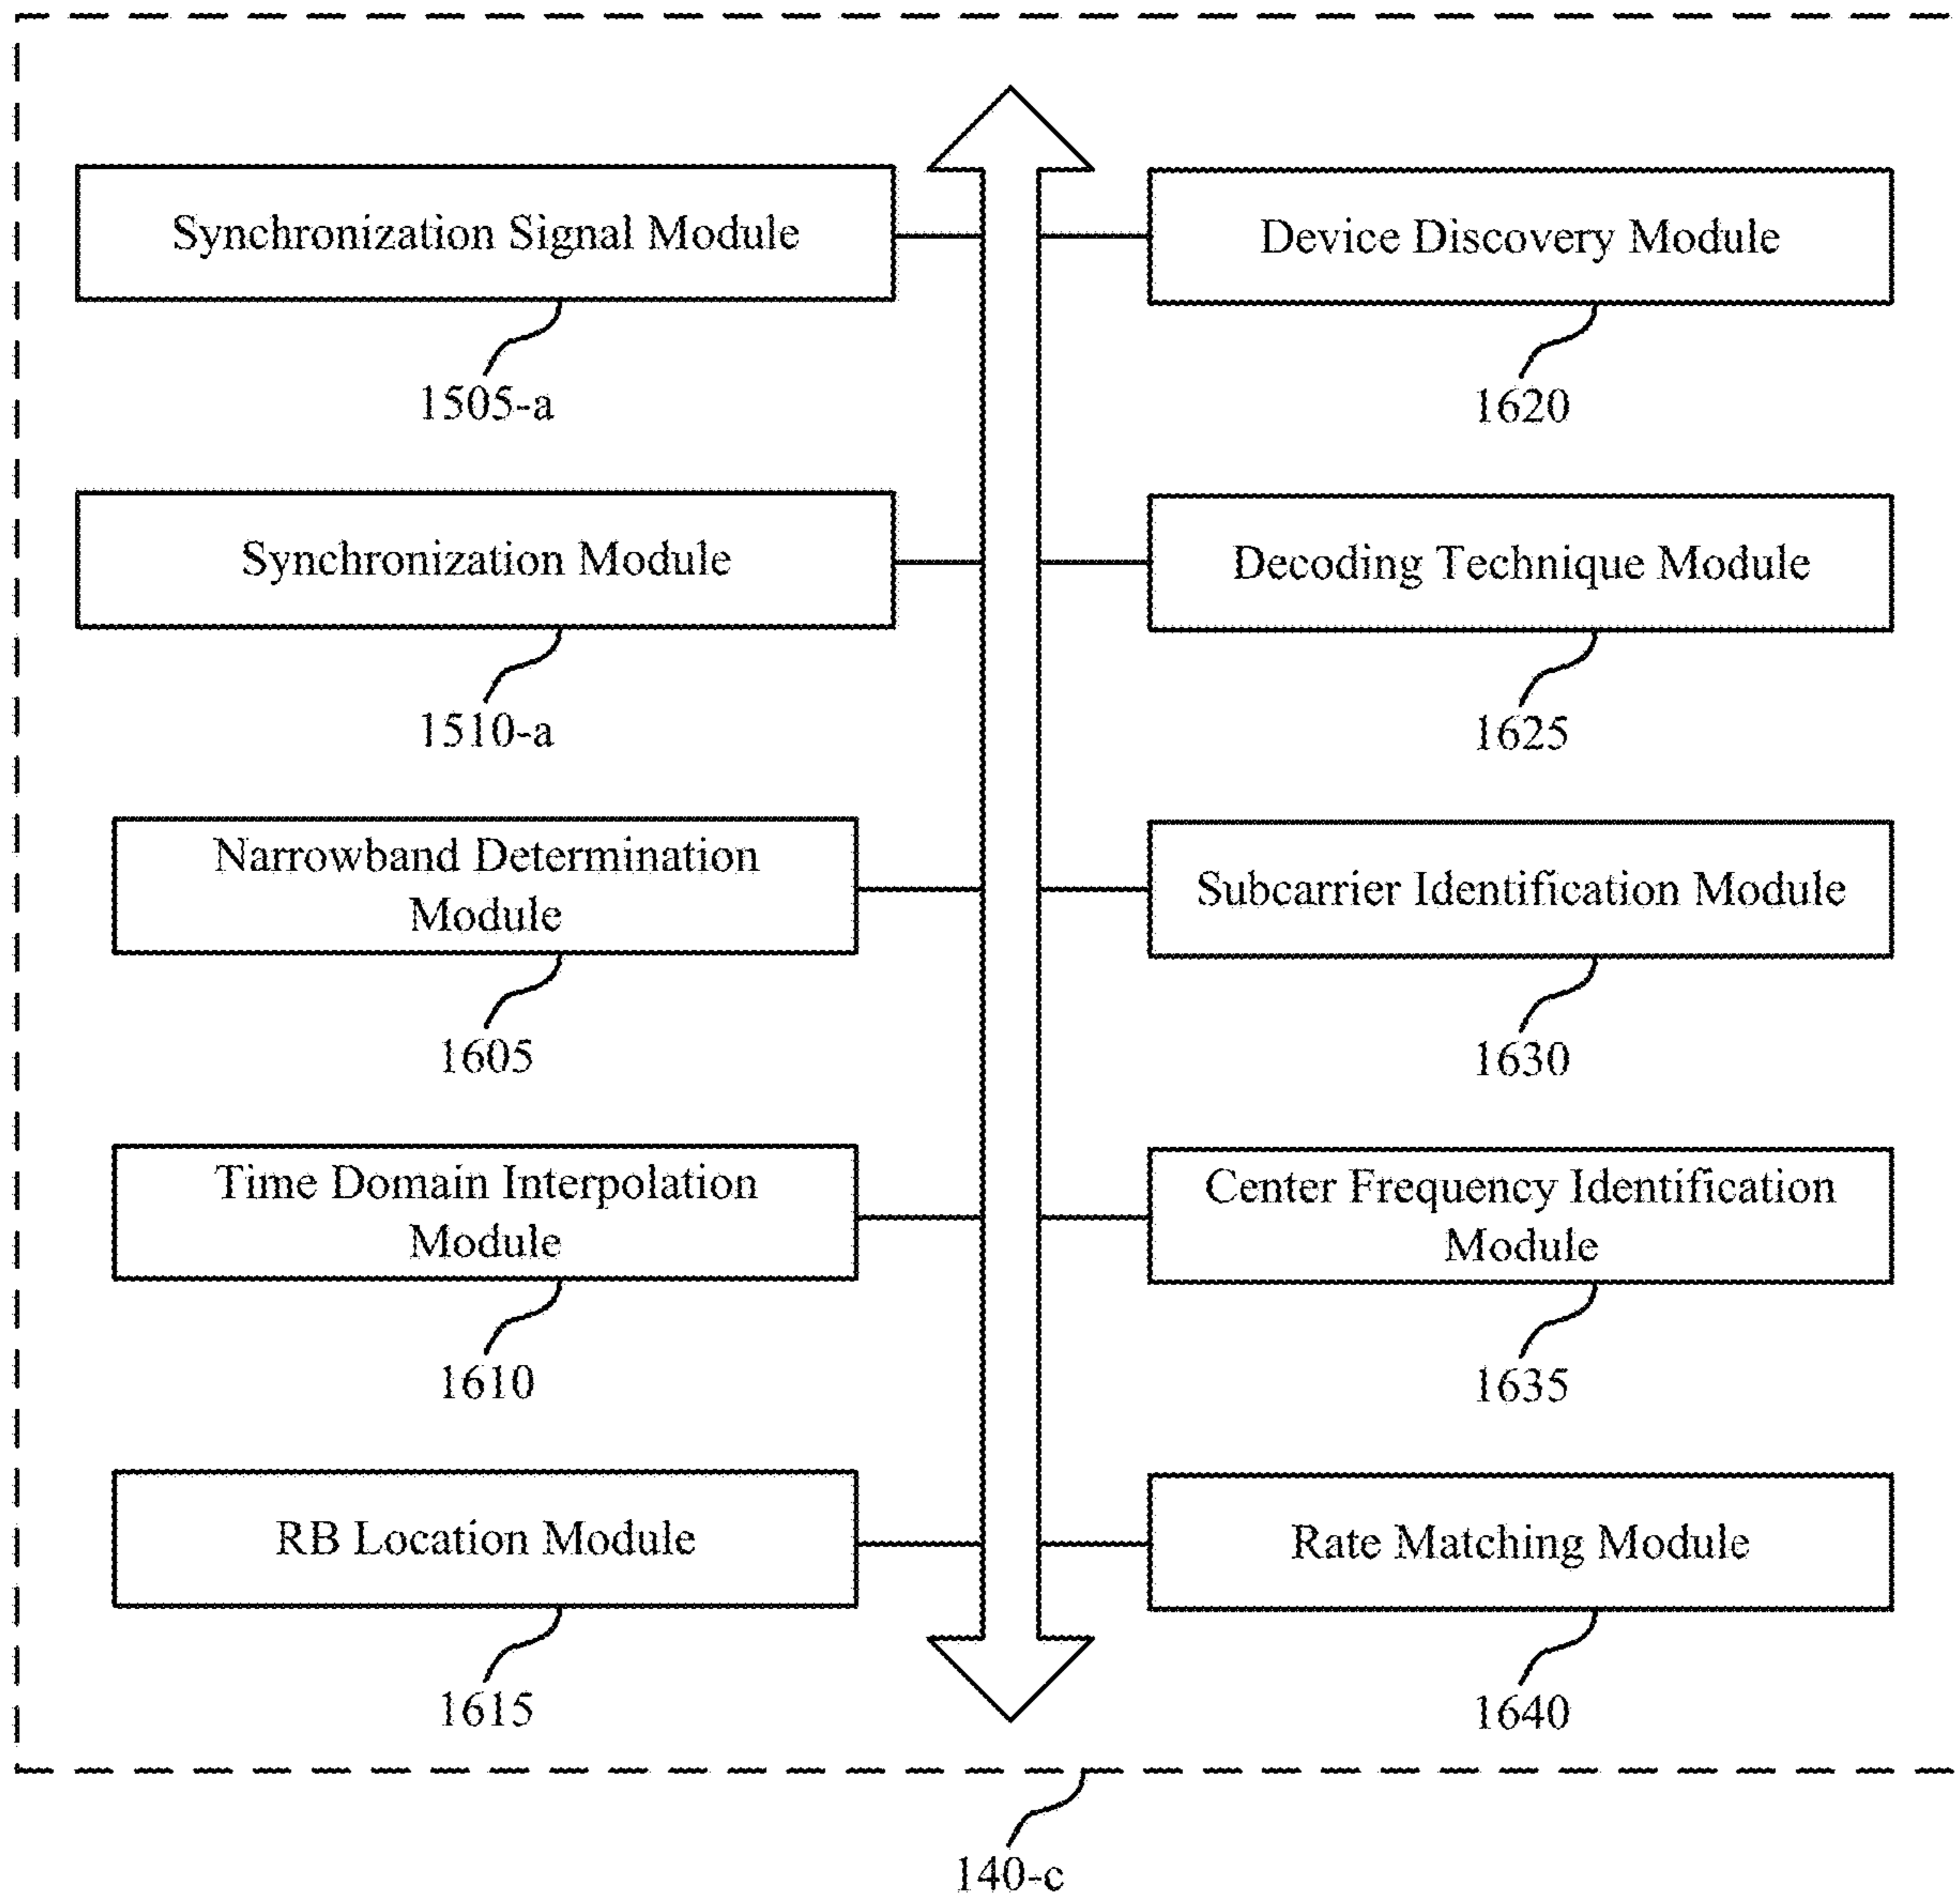 Synchronization Signal Module
1505-a
Synchronization Module
1510-a
Narrowband Determination
Module
1605
Time Domain Interpolation
Module
1610
RB Location Module
1615
Device Discovery Module
1620
Decoding Technique Module
1625
Subcarrier Identification Module
1630
Center Frequency Identification
Module
1635
Rate Matching Module
1640
140-c